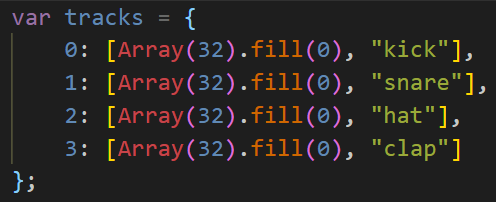 var tracks = {
    0: [Array(32).fill(0), "kick"],
    1: [Array(32).fill(0), "snare"],
    2: [Array(32).fill(0), "hat"],
    3: [Array(32).fill(0), "clap"]
};